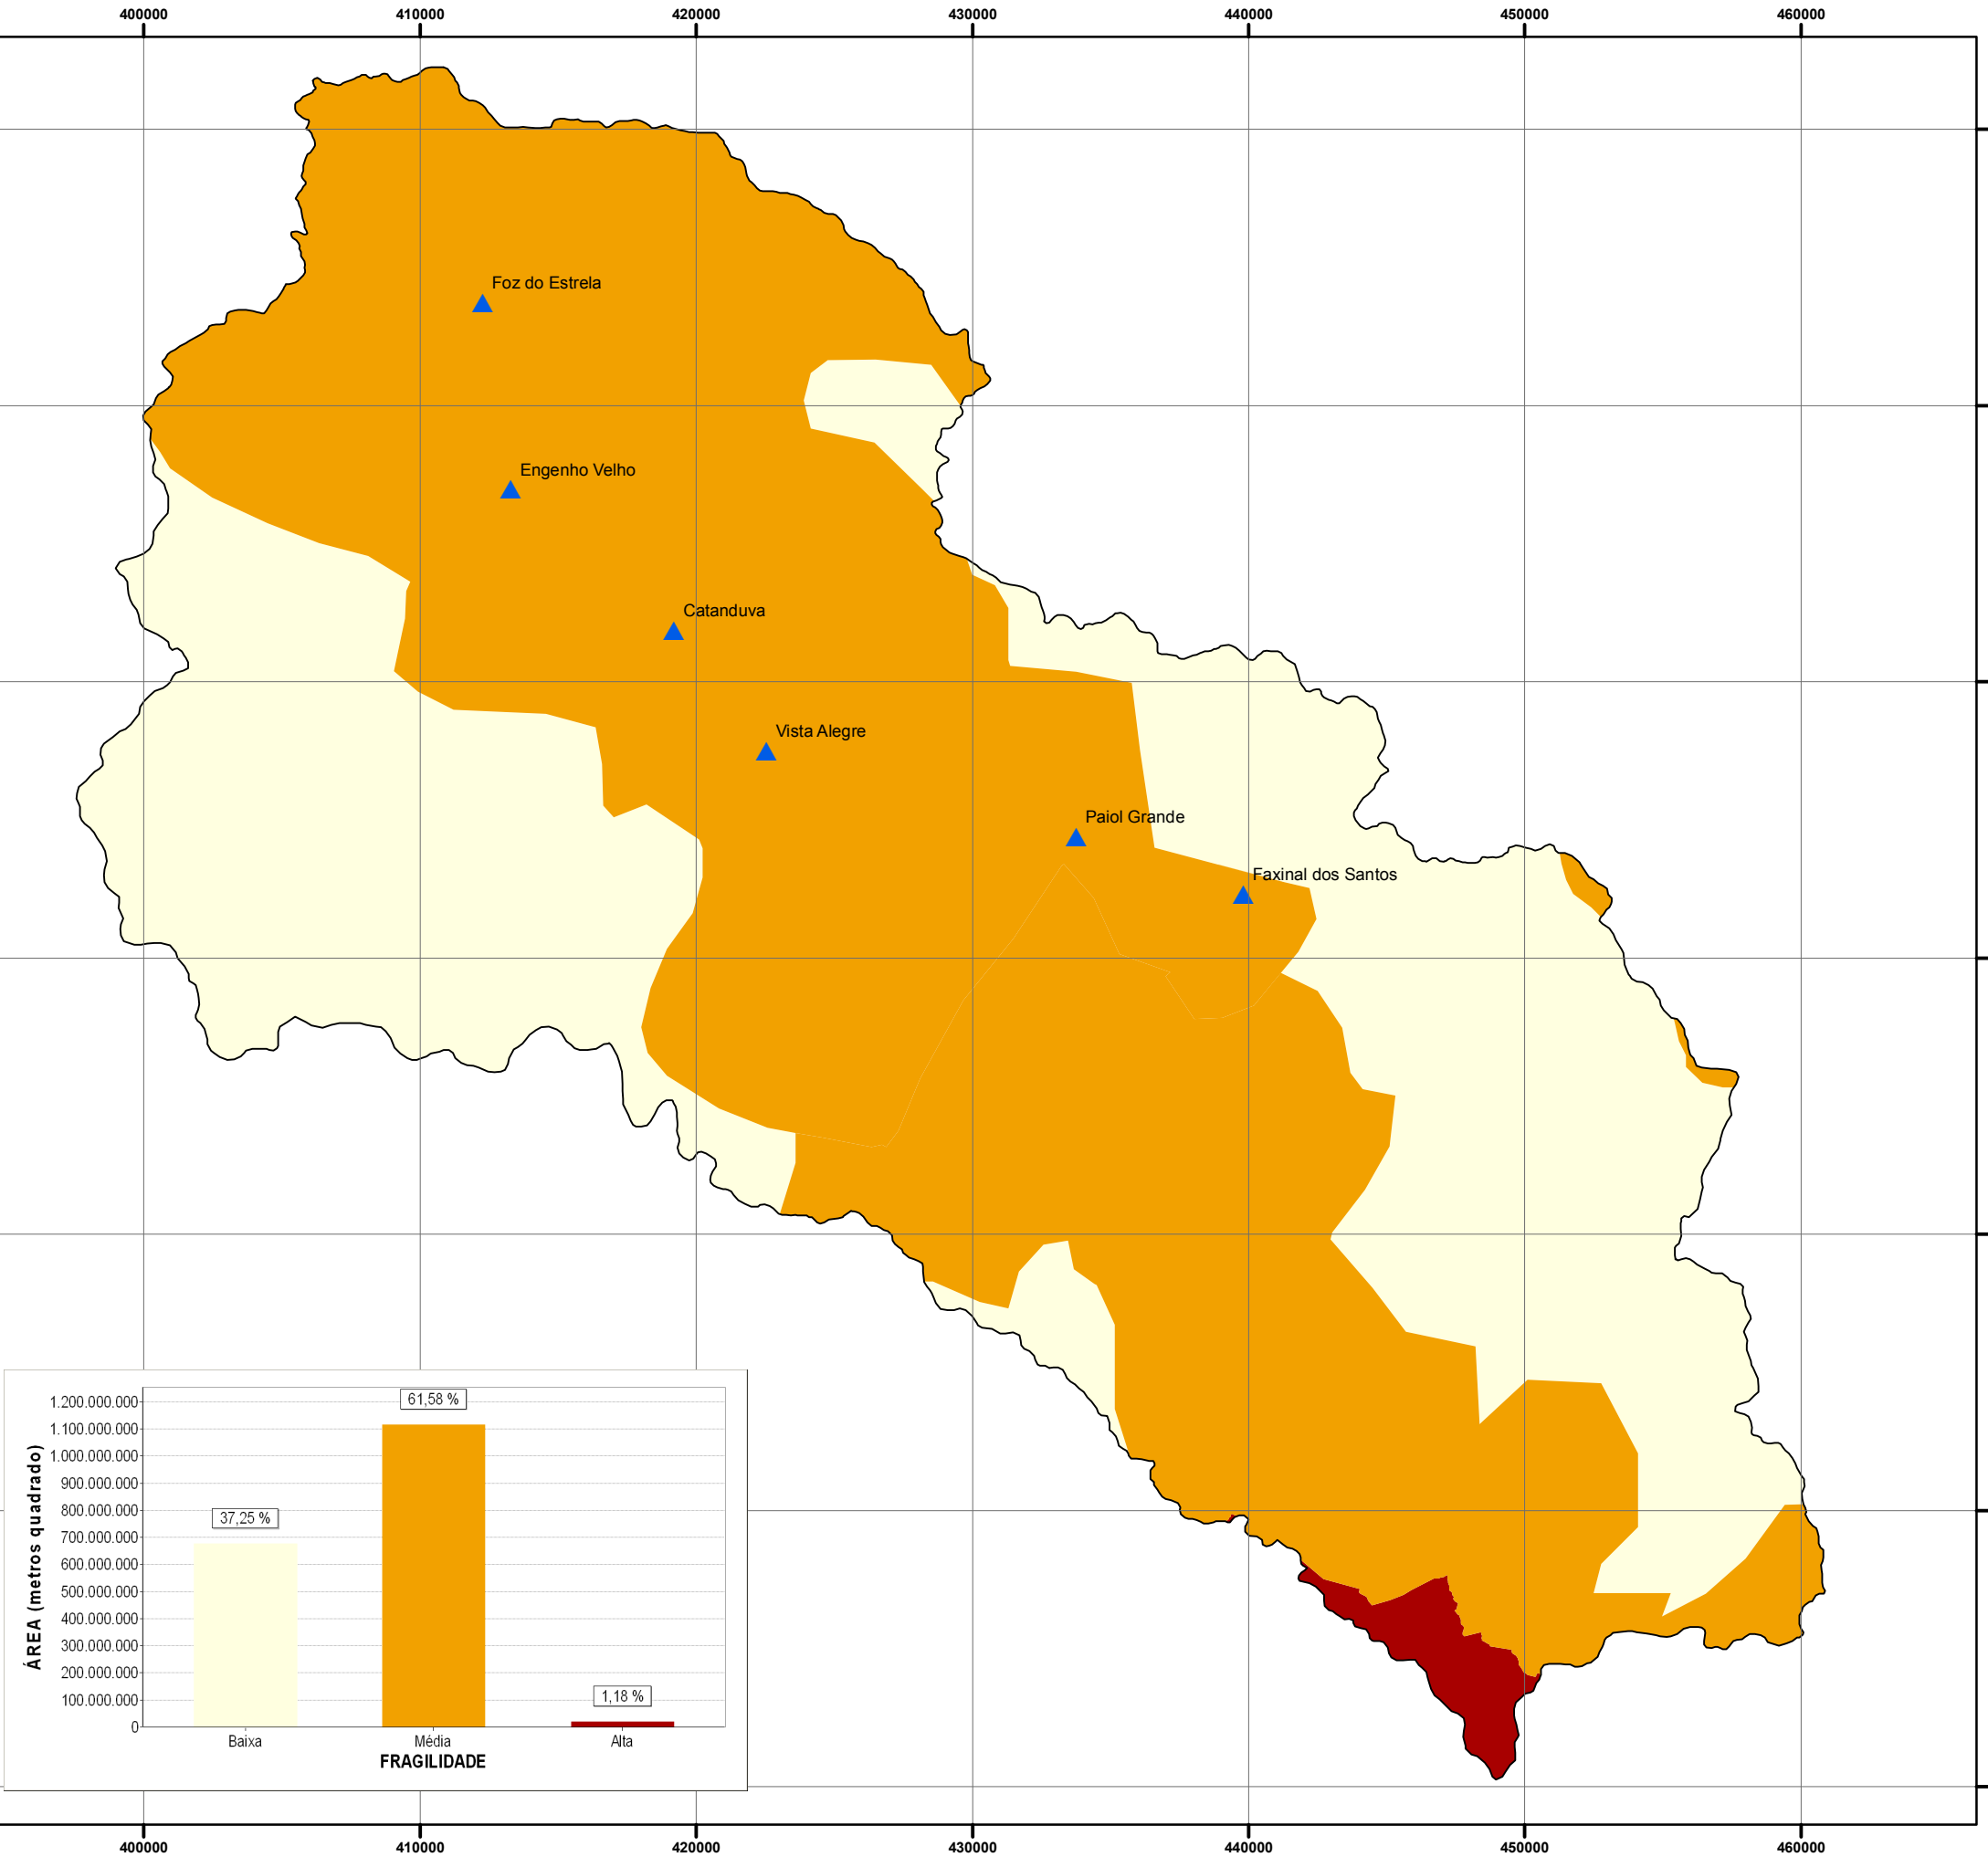 400000 410000 420000 430000 440000 450000 460000
Foz do Estrela
Engenho Velho
Catanduva
Vista Alegre
Paiol Grande
Faxinal dos Santos
ÁREA (metros quadrado)
1.200.000.000
1.100.000.000
1.000.000.000
900.000.000
800.000.000
700.000.000
600.000.000
500.000.000
400.000.000
300.000.000
200.000.000
100.000.000
0
61,58 %
37,25 %
1,18 %
Baixa Média Alta
FRAGILIDADE
400000 410000 420000 430000 440000 450000 460000